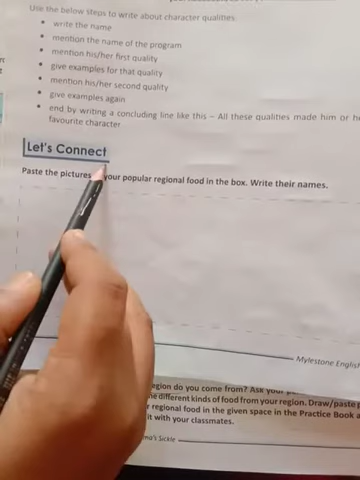 Use the below steps to write about character qualities
• write the name
• mention the name of the program
• mention his/her first quality
• give examples for that quality
• mention his/her second quality
• give examples again
• end by writing a concluding line like this – All these qualities made him or he
favourite character
Let's Connect
Paste the pictures your popular regional food in the box. Write their names.
Mylestone English
egion do you come from? Ask your
he different kinds of food from your region. Draw/paste p
r regional food in the given space in the Practice Book a
it with your classmates.
ma's Sickle